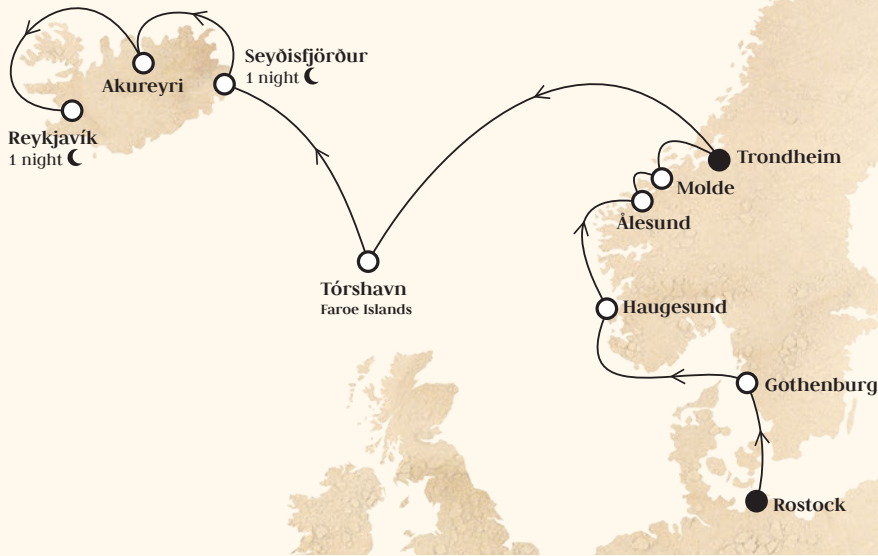 Seyðisfjörður
1 night
Akureyri
Reykjavík
1 night
Trondheim
Molde
Ålesund
Tórshavn
Faroe Islands
Haugesund
Gothenburg
Rostock